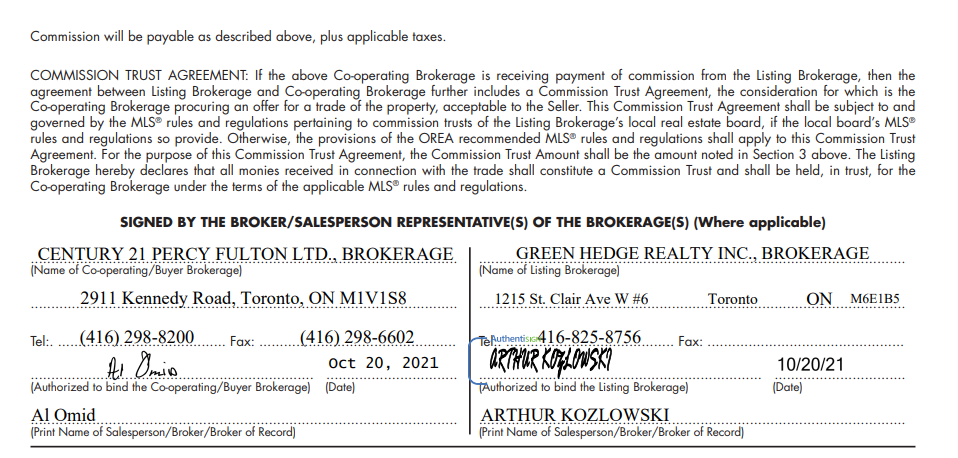 Commission will be payable as described above, plus applicable taxes.
COMMISSION TRUST AGREEMENT: If the above Co-operating Brokerage is receiving payment of commission from the Listing Brokerage, then the
agreement between Listing Brokerage and Co-operating Brokerage further includes a Commission Trust Agreement, the consideration for which is the
Co-operating Brokerage procuring an offer for a trade of the property, acceptable to the Seller. This Commission Trust Agreement shall be subject to and
governed by the MLS® rules and regulations pertaining to commission trusts of the Listing Brokerage's local real estate board, if the local board's MLS®
rules and regulations so provide. Otherwise, the provisions of the OREA recommended MLS® rules and regulations shall apply to this Commission Trust
Agreement. For the purpose of this Commission Trust Agreement, the Commission Trust Amount shall be the amount noted in Section 3 above. The Listing
Brokerage hereby declares that all monies received in connection with the trade shall constitute a Commission Trust and shall be held, in trust, for the
Co-operating Brokerage under the terms of the applicable MLS® rules and regulations.
SIGNED BY THE BROKER/SALESPERSON REPRESENTATIVE(S) OF THE BROKERAGE(S) (Where applicable)
CENTURY 21 PERCY FULTON LTD., BROKERAGE
(Name of Co-operating/Buyer Brokerage)
2911 Kennedy Road, Toronto, ON M1V1S8
Tel: (416) 298-8200 Fax: (416) 298-6602
Al Omid Oct 20, 2021
(Authorized to bind the Co-operating/Buyer Brokerage) (Date)
Al Omid
(Print Name of Salesperson/Broker/Broker of Record)
GREEN HEDGE REALTY INC., BROKERAGE
(Name of Listing Brokerage)
1215 St. Clair Ave W #6 Toronto ON M6E1B5
Tel: 416-825-8756 Fax:
AuthentiSIGN
ARTHUR KOZLOWSKI 10/20/21
(Authorized to bind the Listing Brokerage) (Date)
ARTHUR KOZLOWSKI
(Print Name of Salesperson/Broker/Broker of Record)